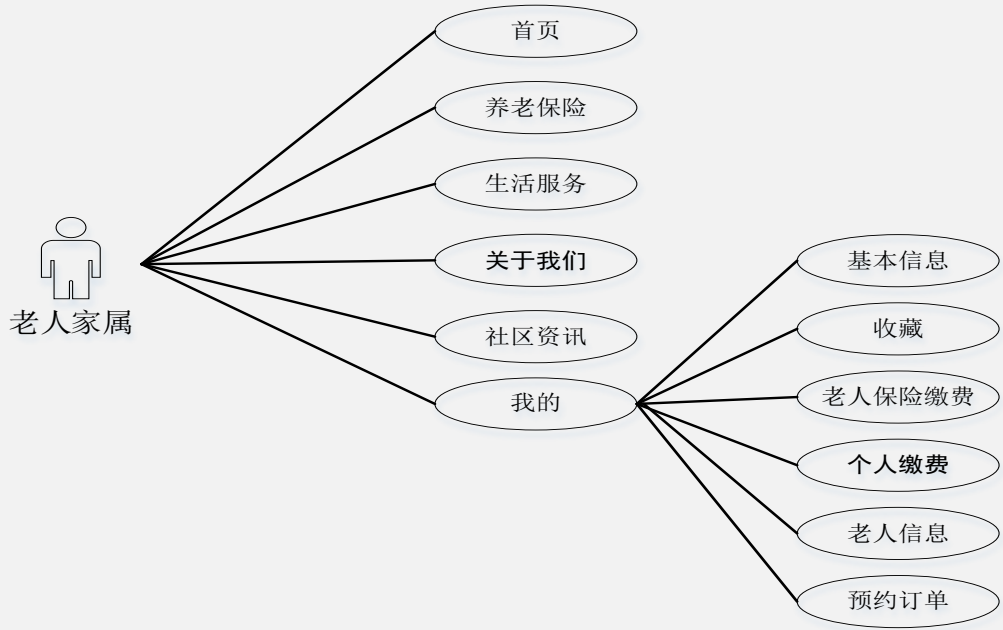 首页
养老保险
生活服务
关于我们
社区资讯
我的
老人家属
基本信息
收藏
老人保险缴费
个人缴费
老人信息
预约订单